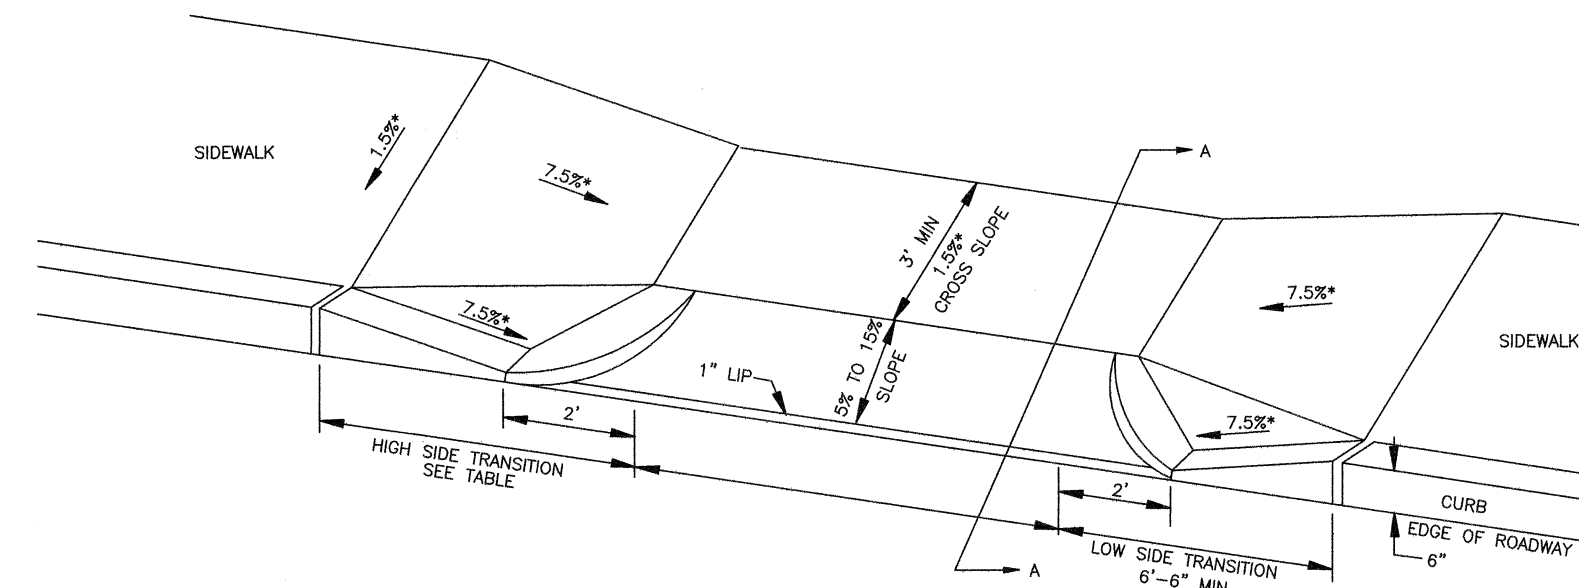 SIDEWALK
1.5%*
7.5%*
7.5%*
3' MIN
1.5%*
CROSS SLOPE
A
7.5%*
SIDEWALK
1" LIP
5% TO 15%
SLOPE
2'
HIGH SIDE TRANSITION
SEE TABLE
7.5%*
2'
LOW SIDE TRANSITION
6'-6" MIN
A
CURB
EDGE OF ROADWAY
6"